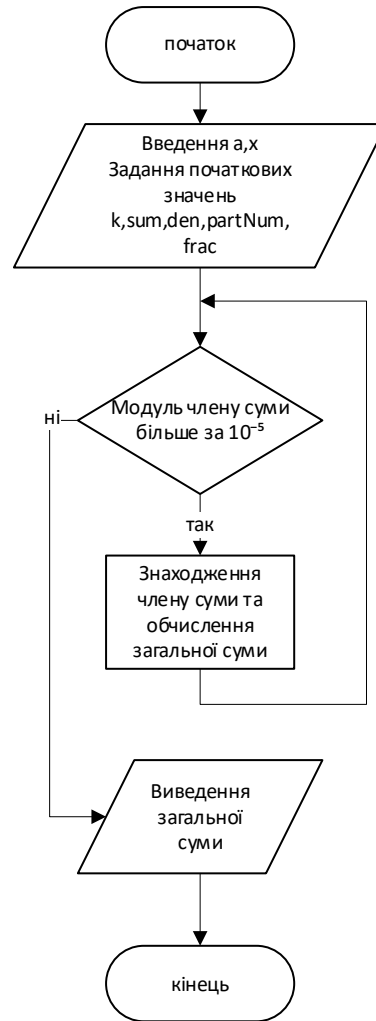 початок
Введення а,х
Задання початкових
значень
k,sum,den,partNum,
frac
Модуль члену суми
більше за 10⁻⁵
ні
так
Знаходження
члену суми та
обчислення
загальної суми
Виведення
загальної
суми
кінець